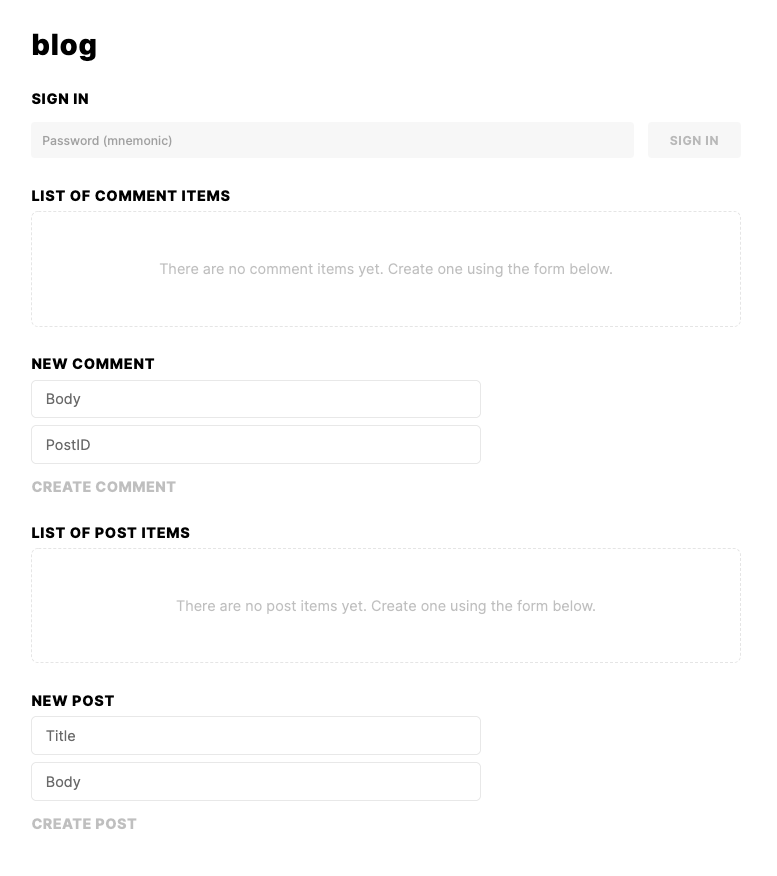 blog
SIGN IN
Password (mnemonic)
SIGN IN
LIST OF COMMENT ITEMS
There are no comment items yet. Create one using the form below.
NEW COMMENT
Body
PostID
CREATE COMMENT
LIST OF POST ITEMS
There are no post items yet. Create one using the form below.
NEW POST
Title
Body
CREATE POST